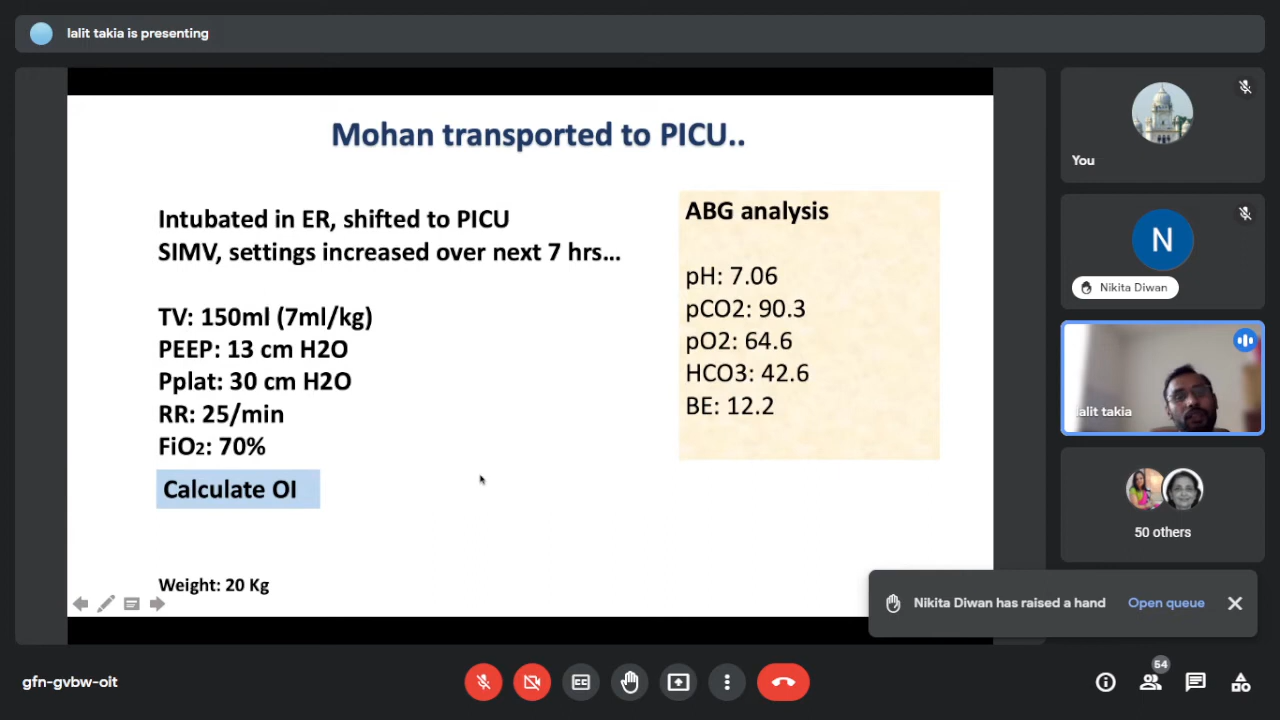 lalit takia is presenting
Mohan transported to PICU..
Intubated in ER, shifted to PICU
SIMV, settings increased over next 7 hrs...
TV: 150ml (7ml/kg)
PEEP: 13 cm H2O
Pplat: 30 cm H2O
RR: 25/min
FiO2: 70%
Calculate OI
Weight: 20 Kg
ABG analysis
pH: 7.06
pCO2: 90.3
pO2: 64.6
HCO3: 42.6
BE: 12.2
You
N
Nikita Diwan
lalit takia
50 others
Nikita Diwan has raised a hand
Open queue
gfn-gvbw-oit
CC
54